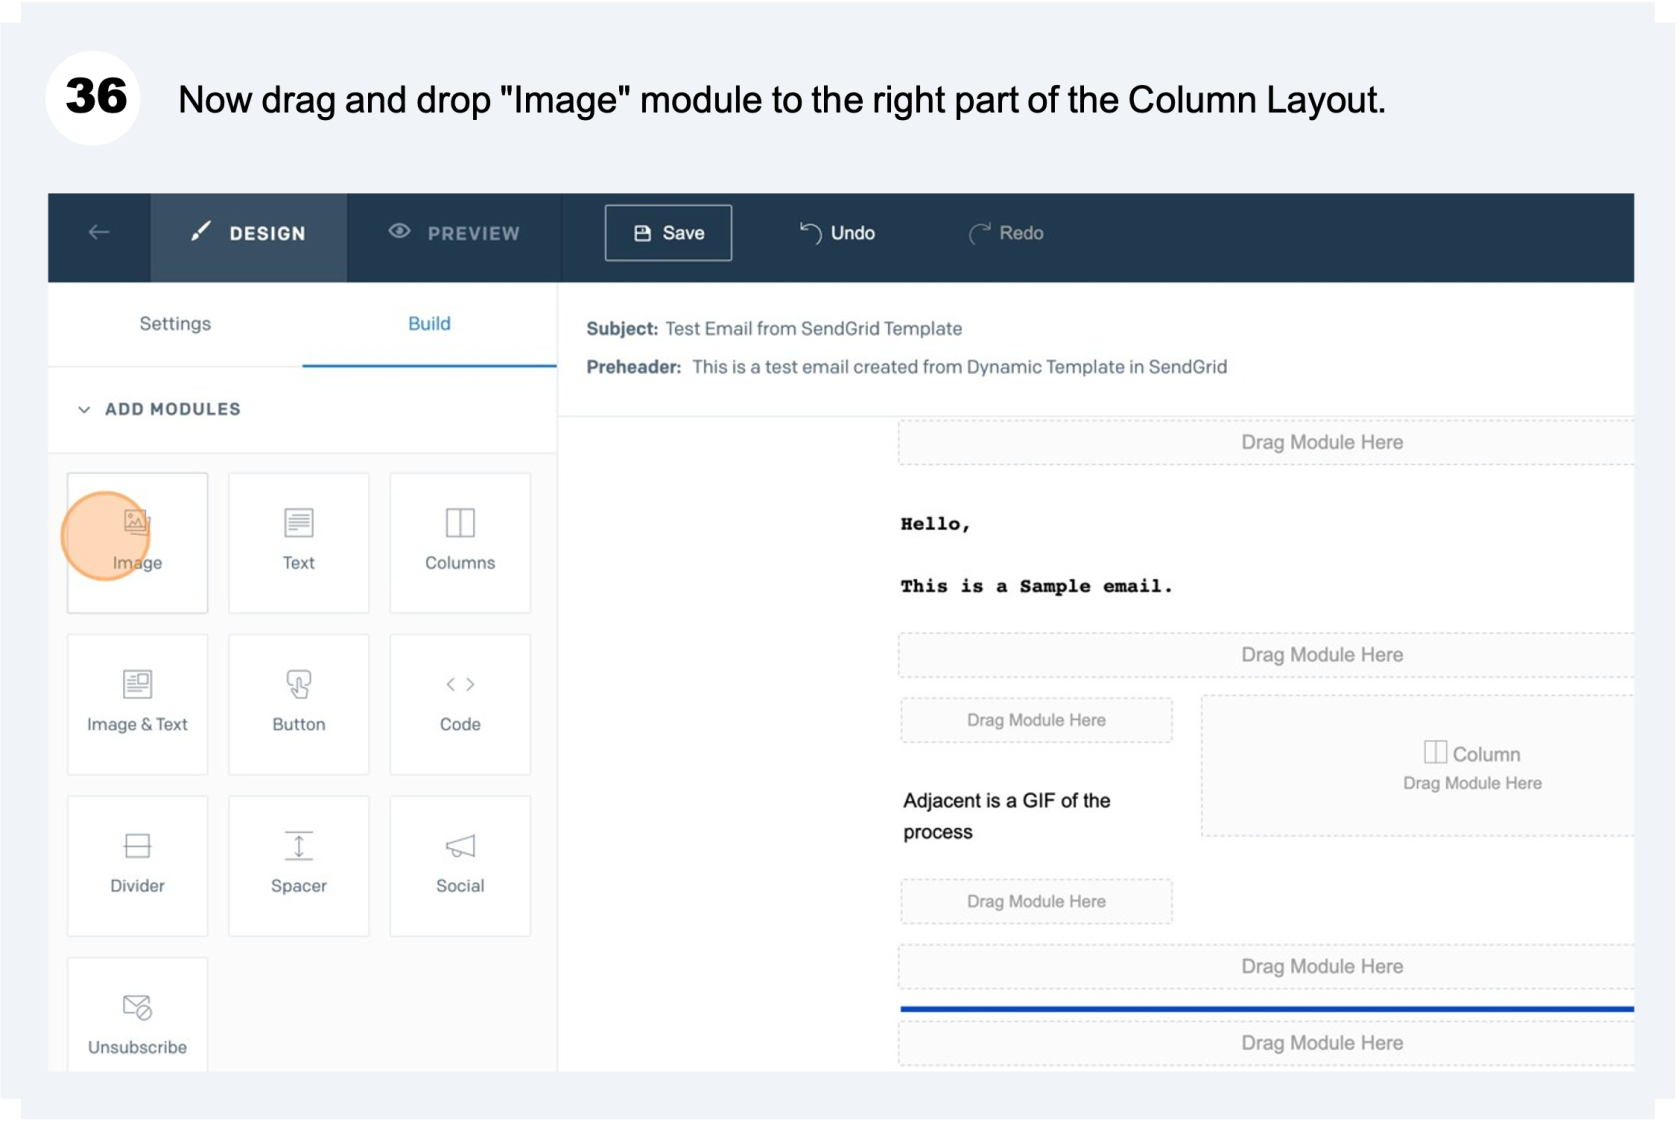 36
Now drag and drop "Image" module to the right part of the Column Layout.
DESIGN
PREVIEW
Save
Undo
Redo
Settings
Build
Subject: Test Email from SendGrid Template
Preheader: This is a test email created from Dynamic Template in SendGrid
ADD MODULES
Image
Text
Columns
Image & Text
Button
Code
Divider
Spacer
Social
Unsubscribe
Drag Module Here
Hello,
This is a Sample email.
Drag Module Here
Drag Module Here
Column
Drag Module Here
Adjacent is a GIF of the
process
Drag Module Here
Drag Module Here
Drag Module Here